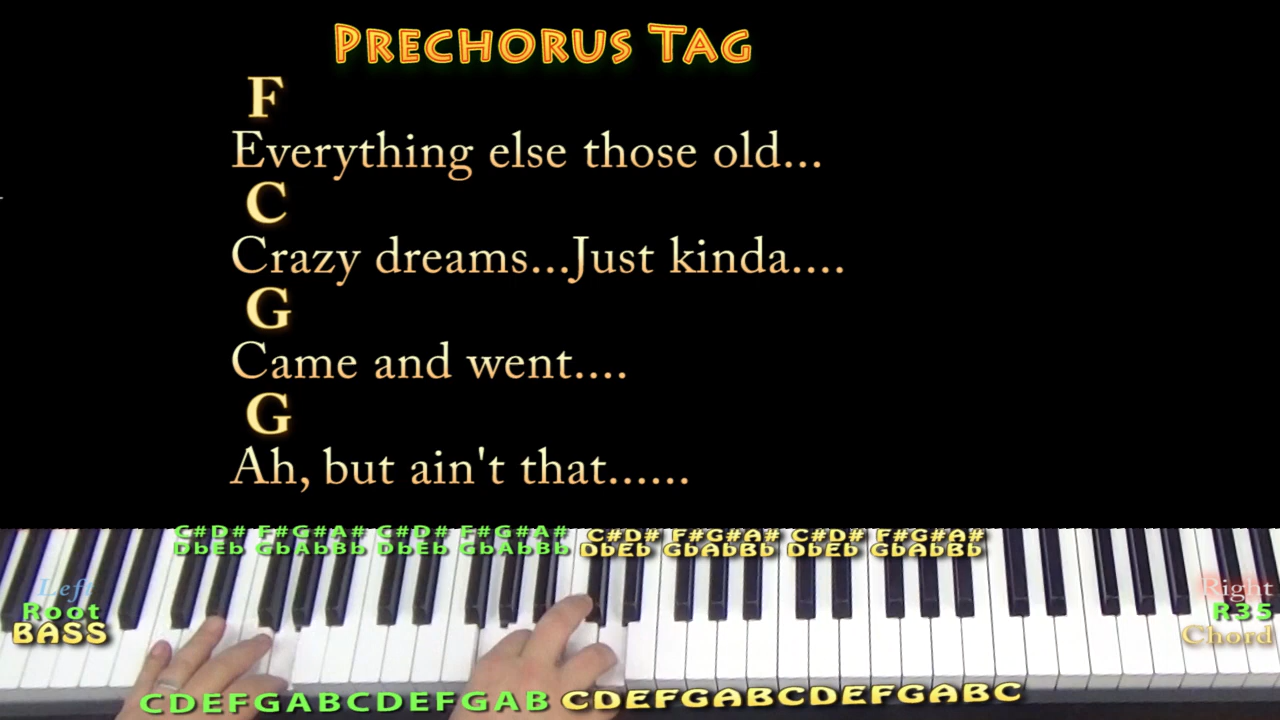 Prechorus Tag
F
Everything else those old...
C
Crazy dreams...Just kinda....
G
Came and went....
G
Ah, but ain't that......
C#D# F#G#A# C#D# F#G#A# C#D# F#G#A# C#D# F#G#A#
DbEb GbAbBb DbEb GbAbBb DbEb GbAbBb DbEb GbAbBb
Left
Root
BASS
Right
R35
Chord
CDEFGABCDEFGAB CDEFGABCDEFGABC